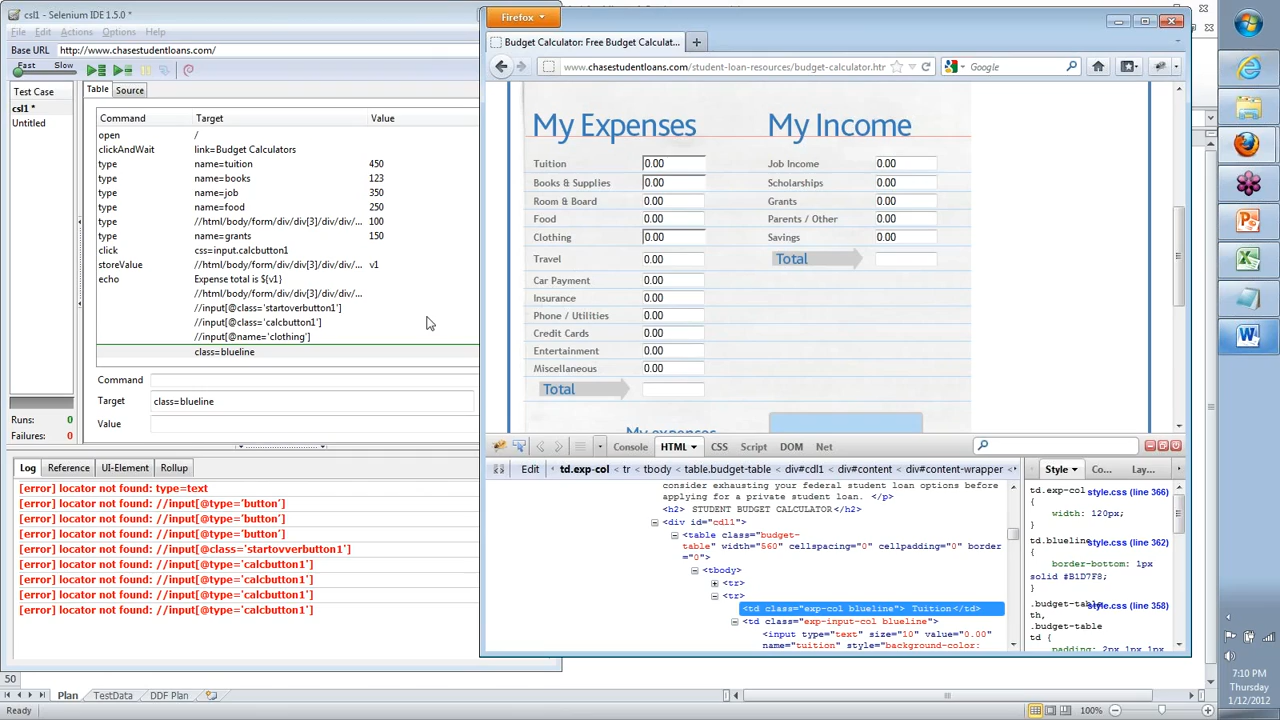 csl1 - Selenium IDE 1.5.0 *
File Edit Actions Options Help
Base URL http://www.chasestudentloans.com/
Fast Slow
Test Case
csl1 *
Untitled
Table Source
Command Target Value
open /
clickAndWait link=Budget Calculators
type name=tuition 450
type name=books 123
type name=job 350
type name=food 250
type //html/body/form/div/div[3]/div/div/... 100
type name=grants 150
click css=input.calcbutton1
storeValue //html/body/form/div/div[3]/div/div/... v1
echo Expense total is ${v1}
//html/body/form/div/div[3]/div/div/...
//input[@class='startoverbutton1']
//input[@class='calcbutton1']
//input[@name='clothing']
class=blueline
Command
Target class=blueline
Value
Runs: 0
Failures: 0
Log Reference UI-Element Rollup
[error] locator not found: type=text
[error] locator not found: //input[@type='button']
[error] locator not found: //input[@type='button']
[error] locator not found: //input[@type='button']
[error] locator not found: //input[@class='startovverbutton1']
[error] locator not found: //input[@type='calcbutton1']
[error] locator not found: //input[@type='calcbutton1']
[error] locator not found: //input[@type='calcbutton1']
[error] locator not found: //input[@type='calcbutton1']
Firefox
Budget Calculator: Free Budget Calculat...
www.chasestudentloans.com/student-loan-resources/budget-calculator.htr
Google
My Expenses My Income
Tuition 0.00 Job Income 0.00
Books & Supplies 0.00 Scholarships 0.00
Room & Board 0.00 Grants 0.00
Food 0.00 Parents / Other 0.00
Clothing 0.00 Savings 0.00
Travel 0.00 Total
Car Payment 0.00
Insurance 0.00
Phone / Utilities 0.00
Credit Cards 0.00
Entertainment 0.00
Miscellaneous 0.00
Total
My expenses
Console HTML CSS Script DOM Net
Edit td.exp-col < tr < tbody < table.budget-table < div#cdl1 < div#content < div#content-wrapper
Style Co... Lay...
consider exhausting your federal student loan options before
applying for a private student loan. </p>
<h2> STUDENT BUDGET CALCULATOR</h2>
<div id="cdl1">
<table class="budget-
table" width="560" cellspacing="0" cellpadding="0" border
="0">
<tbody>
<tr>
<tr>
<td class="exp-col blueline"> Tuition</td>
<td class="exp-input-col blueline">
<input type="text" size="10" value="0.00"
name="tuition" style="background-color:
td.exp-col style.css (line 366)
{
width: 120px;
}
td.blueline style.css (line 362)
{
border-bottom: 1px
solid #B1D7F8;
}
.budget-table style.css (line 358)
th,
.budget-table
td {
padding: 2px 1px 1px
50
Plan TestData DDF Plan
Ready
100%
7:10 PM
Thursday
1/12/2012